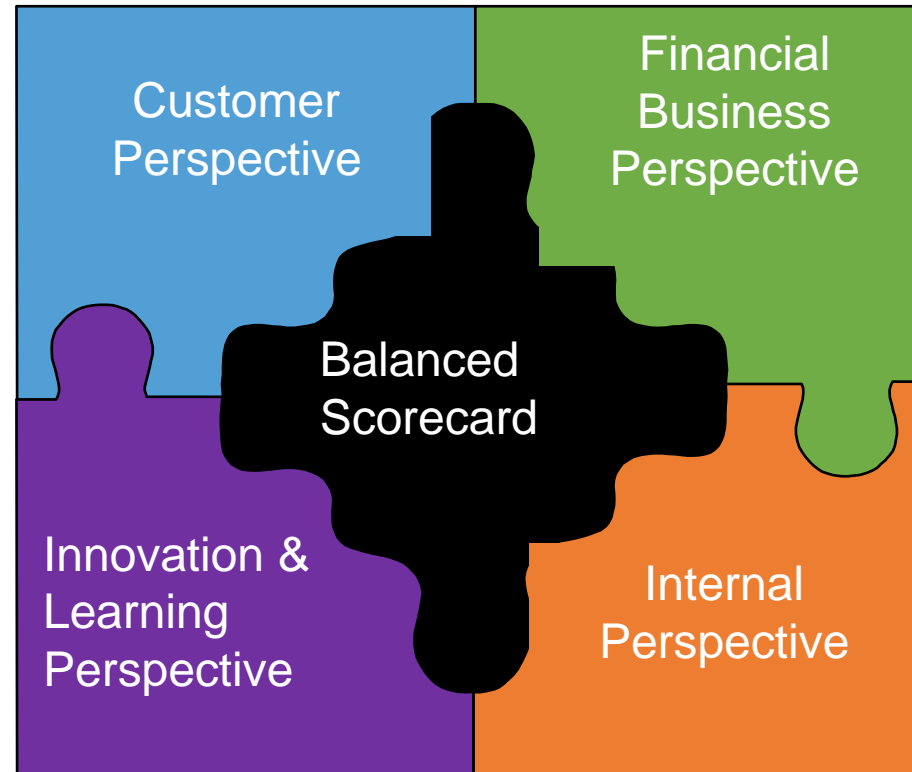 Customer
Perspective
Financial
Business
Perspective
Balanced
Scorecard
Innovation &
Learning
Perspective
Internal
Perspective